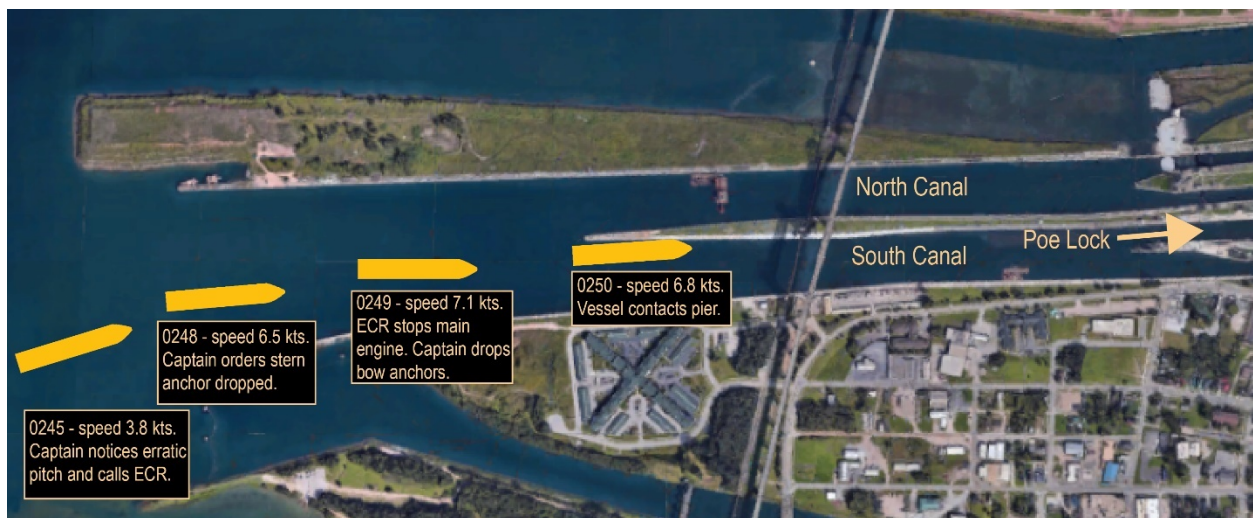 North Canal
Poe Lock
South Canal
0250 - speed 6.8 kts.
Vessel contacts pier.
0249 - speed 7.1 kts.
ECR stops main
engine. Captain drops
bow anchors.
0248 - speed 6.5 kts.
Captain orders stern
anchor dropped.
0245 - speed 3.8 kts.
Captain notices erratic
pitch and calls ECR.